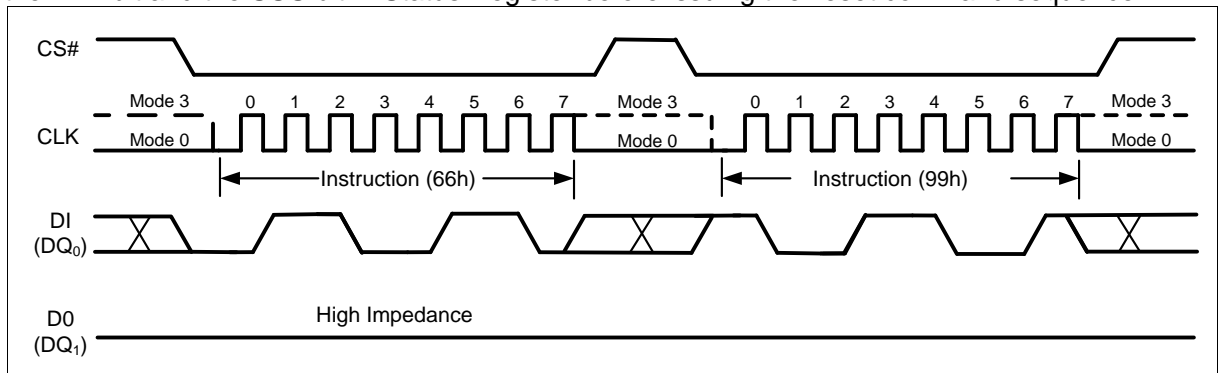 CS#
Mode 3 0 1 2 3 4 5 6 7 Mode 3 0 1 2 3 4 5 6 7 Mode 3
CLK
Mode 0 Mode 0 Mode 0
Instruction (66h) Instruction (99h)
DI
(DQ0)
High Impedance
D0
(DQ1)